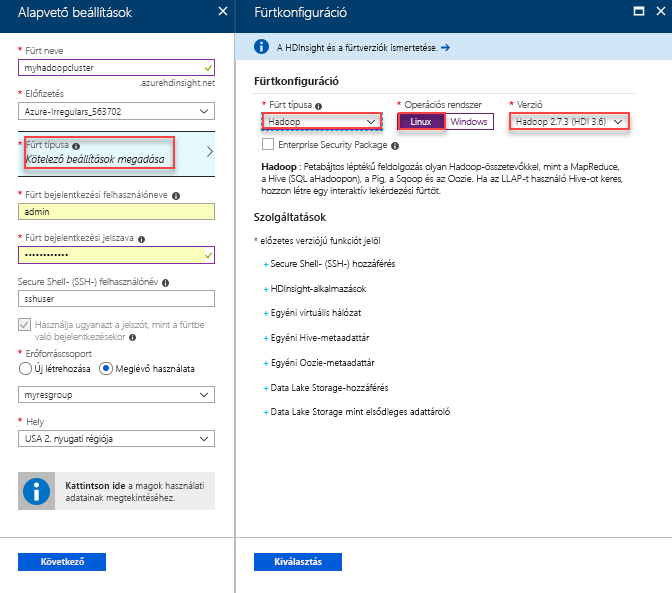 Alapvető beállítások
* Fürt neve
myhadoopcluster
.azurehdinsight.net
* Előfizetés
Azure-Irregulars_563702
* Fürt típusa
Kötelező beállítások megadása
* Fürt bejelentkezési felhasználóneve
admin
* Fürt bejelentkezési jelszava
••••••••••••
Secure Shell- (SSH-) felhasználónév
sshuser
Használja ugyanazt a jelszót, mint a fürtbe
való bejelentkezésekor
* Erőforráscsoport
Új létrehozása
Meglévő használata
myresgroup
* Hely
USA 2. nyugati régiója
Kattintson ide a magok használati
adatainak megtekintéséhez.
Következő
Fürtkonfiguráció
A HDInsight és a fürtverziók ismertetése. →
Fürtkonfiguráció
* Fürt típusa
Hadoop
* Operációs rendszer
Linux
Windows
* Verzió
Hadoop 2.7.3 (HDI 3.6)
Enterprise Security Package
Hadoop : Petabájtos léptékű feldolgozás olyan Hadoop-összetevőkkel, mint a MapReduce,
a Hive (SQL aHadoopon), a Pig, a Sqoop és az Oozie. Ha az LLAP-t használó Hive-ot keres,
hozzon létre egy interaktív lekérdezési fürtöt.
Szolgáltatások
* előzetes verziójú funkciót jelöl
+ Secure Shell- (SSH-) hozzáférés
+ HDInsight-alkalmazások
+ Egyéni virtuális hálózat
+ Egyéni Hive-metaadattár
+ Egyéni Oozie-metaadattár
+ Data Lake Storage-hozzáférés
+ Data Lake Storage mint elsődleges adattároló
Kiválasztás